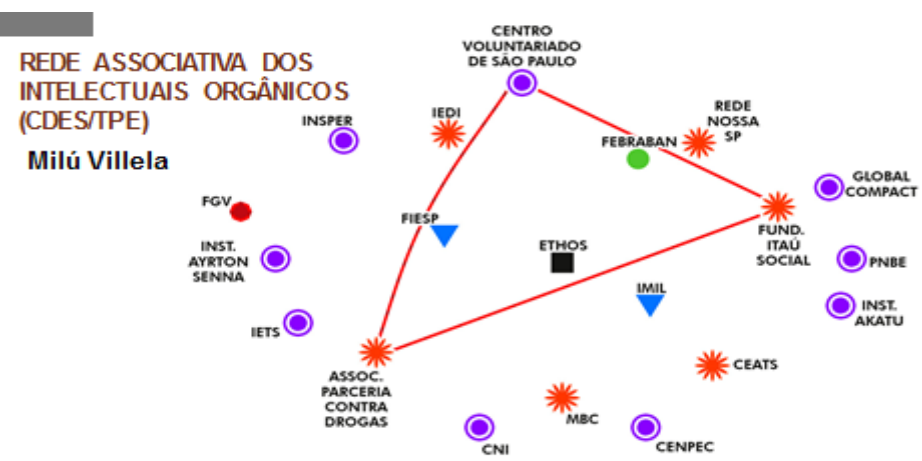 REDE ASSOCIATIVA DOS
INTELECTUAIS ORGÂNICOS
(CDES/TPE)
Milú Villela
CENTRO
VOLUNTARIADO
DE SÃO PAULO
INSPER
IEDI
REDE
NOSSA
SP
FEBRABAN
GLOBAL
COMPACT
FGV
FIESP
FUND.
ITAÚ
SOCIAL
INST.
AYRTON
SENNA
ETHOS
PNBE
IMIL
INST.
AKATU
IETS
ASSOC.
PARCERIA
CONTRA
DROGAS
CEATS
MBC
CNI
CENPEC